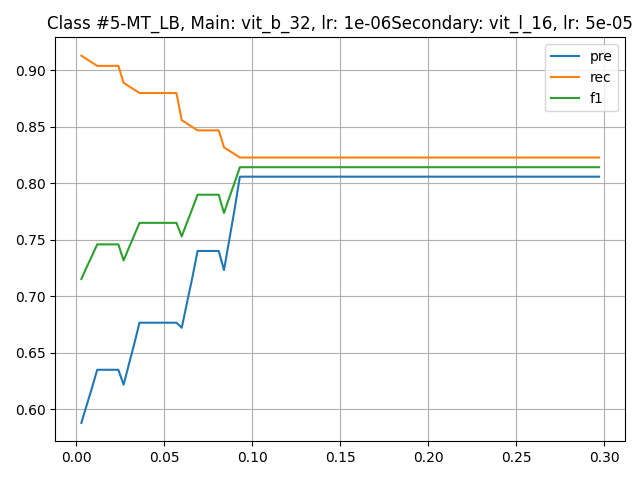 Class #5-MT_LB, Main: vit_b_32, lr: 1e-06Secondary: vit_l_16, lr: 5e-05
pre
rec
f1
0.90
0.85
0.80
0.75
0.70
0.65
0.60
0.00 0.05 0.10 0.15 0.20 0.25 0.30